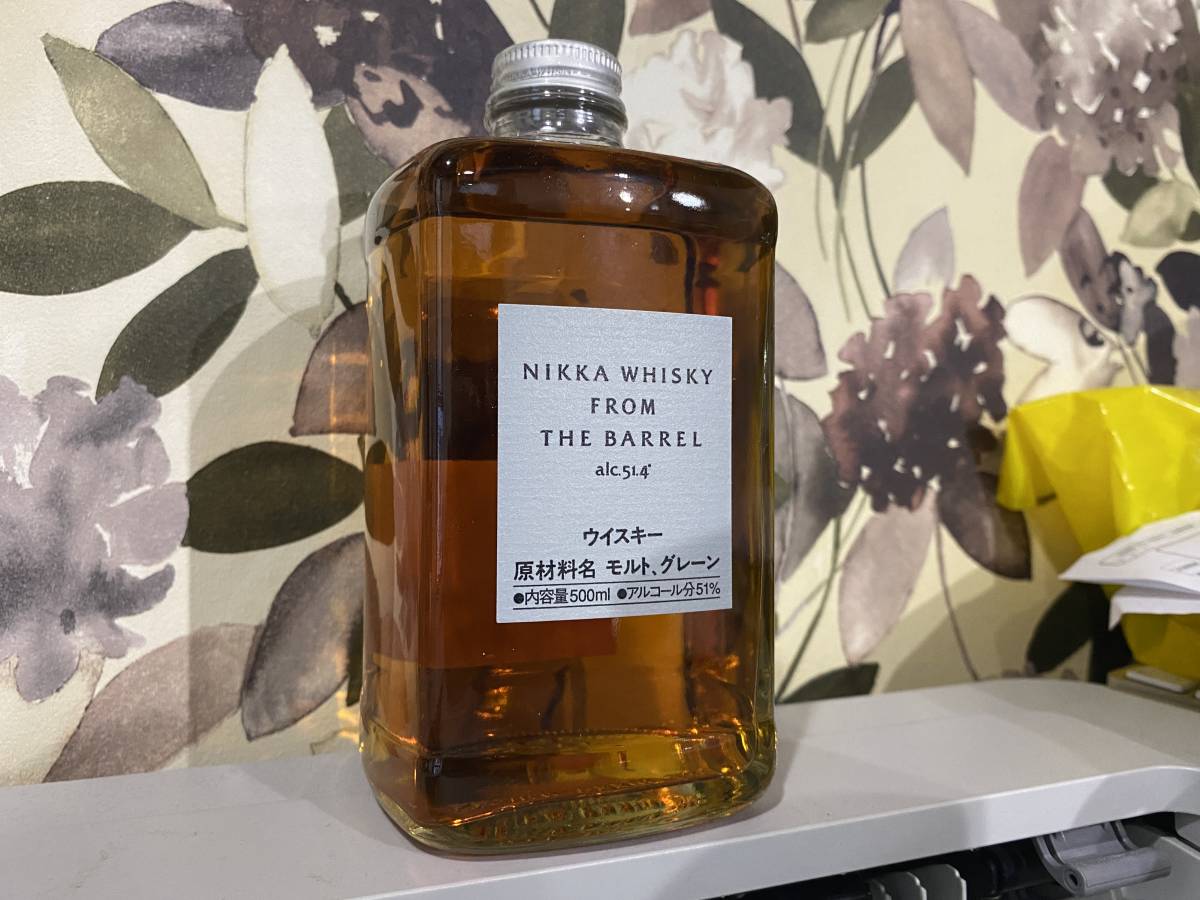 NIKKA WHISKY
FROM
THE BARREL
alc.51.4°
ウイスキー
原材料名 モルト、グレーン
●内容量500ml ●アルコール分51%